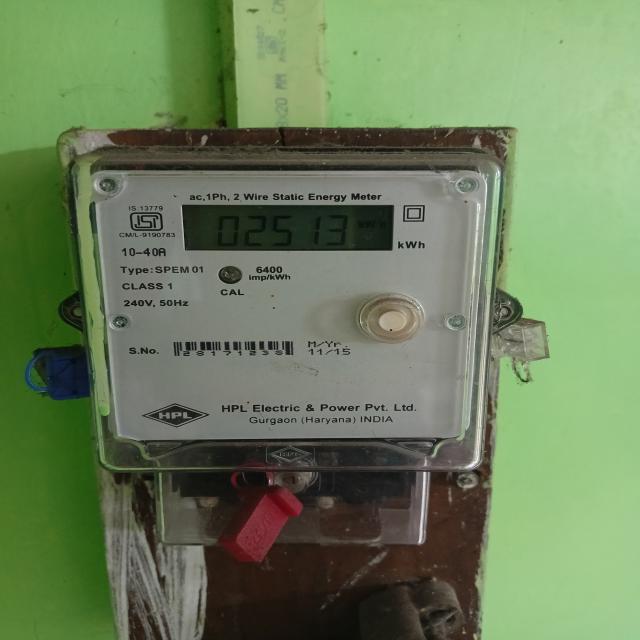 ac,1Ph, 2 Wire Static Energy Meter
IS:13779
ISI
CM/L-9190783
02513
kWh
10-40A
Type:SPEM 01
6400
imp/kWh
CLASS 1
CAL
240V, 50Hz
S.No.
M/Yr.
11/15
HPL
HPL Electric & Power Pvt. Ltd.
Gurgaon (Haryana) INDIA